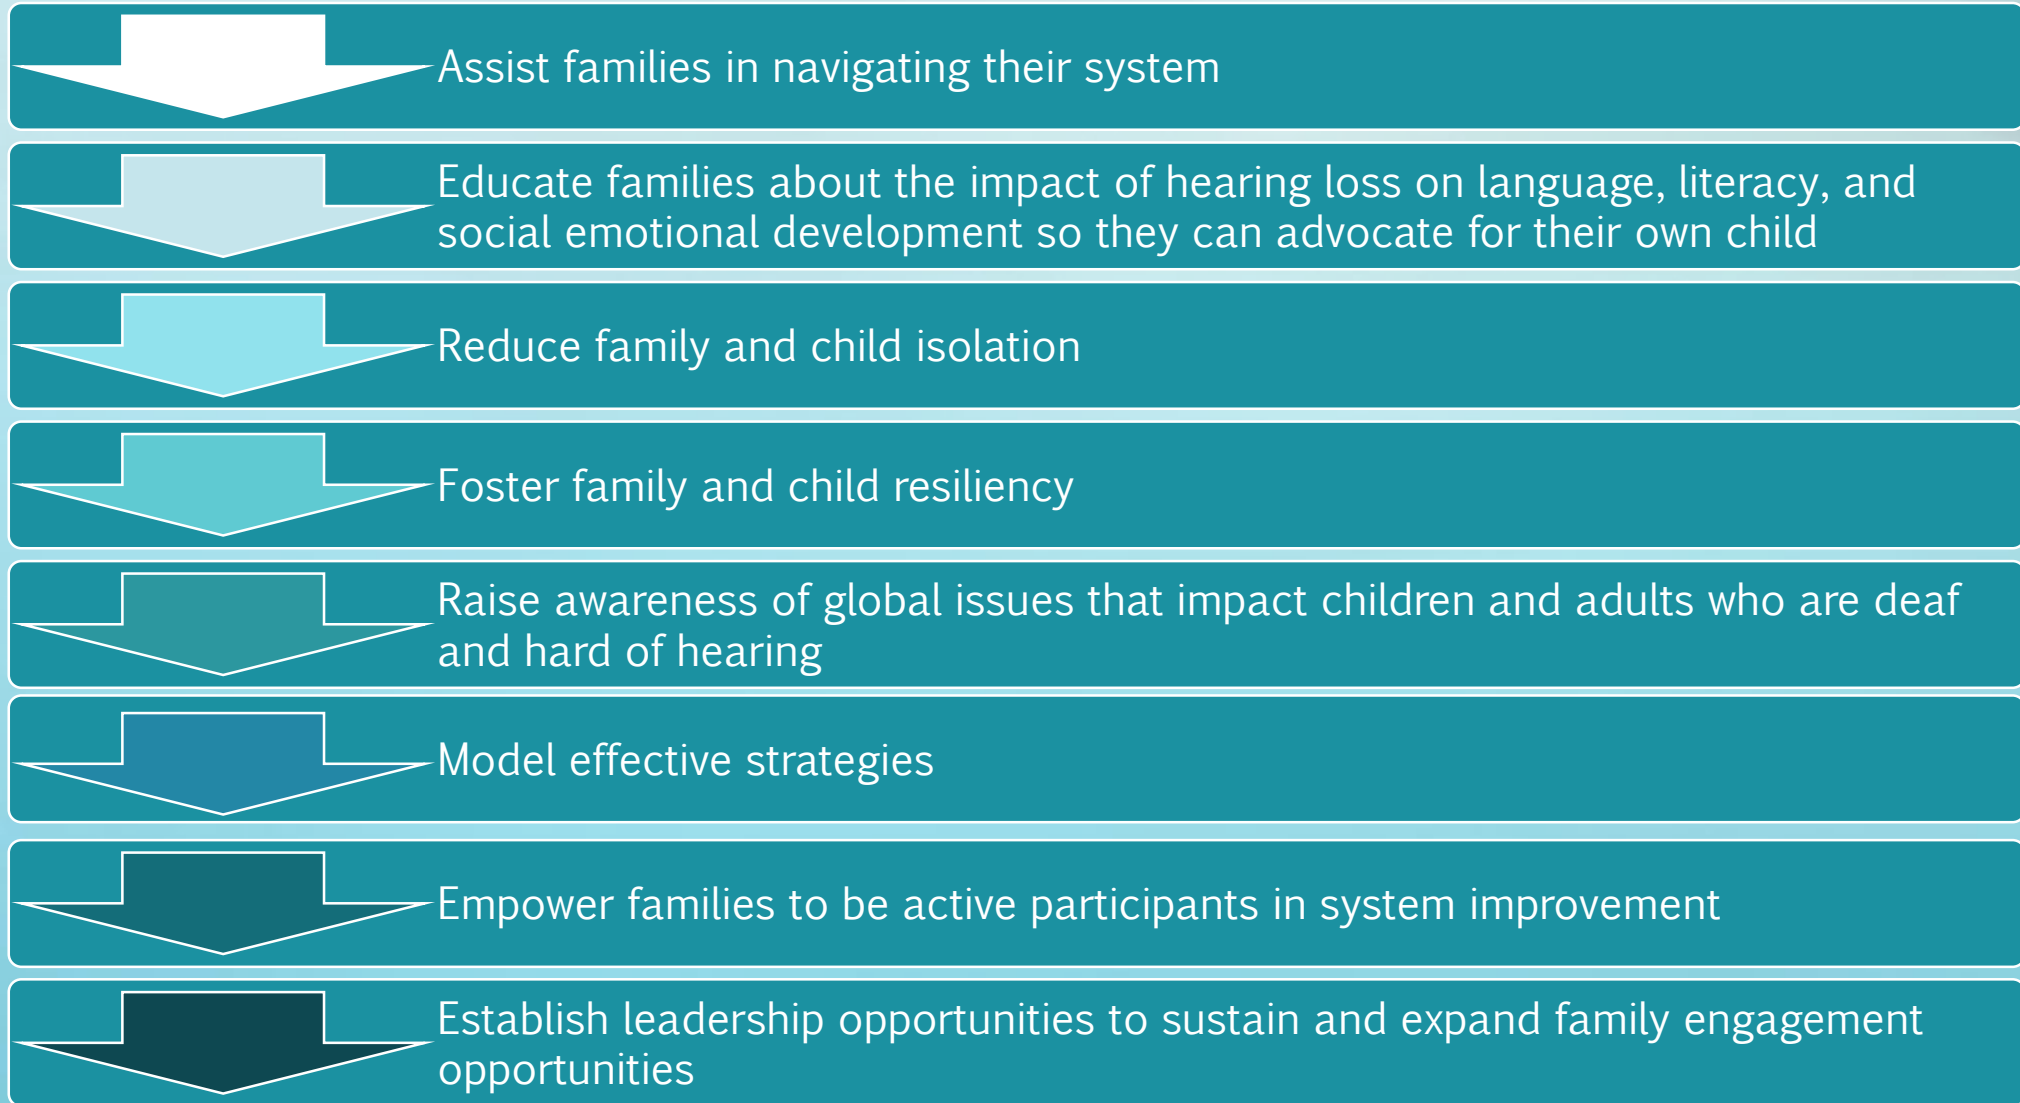 Assist families in navigating their system
Educate families about the impact of hearing loss on language, literacy, and
social emotional development so they can advocate for their own child
Reduce family and child isolation
Foster family and child resiliency
Raise awareness of global issues that impact children and adults who are deaf
and hard of hearing
Model effective strategies
Empower families to be active participants in system improvement
Establish leadership opportunities to sustain and expand family engagement
opportunities